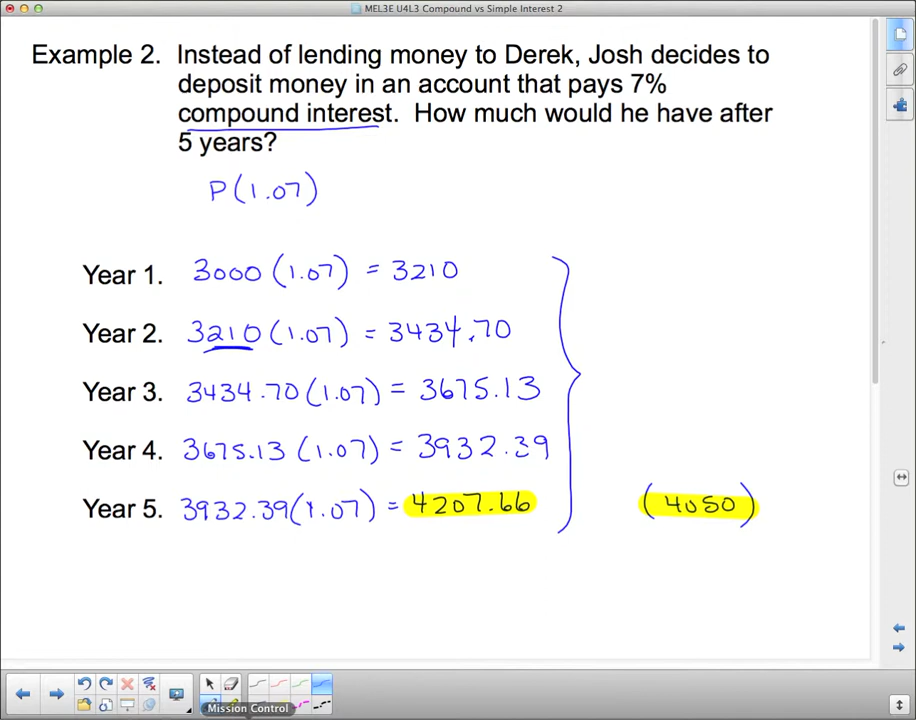 MEL3E U4L3 Compound vs Simple Interest 2
Example 2. Instead of lending money to Derek, Josh decides to
deposit money in an account that pays 7%
compound interest. How much would he have after
5 years?
P(1.07)
Year 1. 3000 (1.07) = 3210
Year 2. 3210 (1.07) = 3434.70
Year 3. 3434.70 (1.07) = 3675.13
Year 4. 3675.13 (1.07) = 3932.39
Year 5. 3932.39(1.07) = 4207.66 (4050)
Mission Control